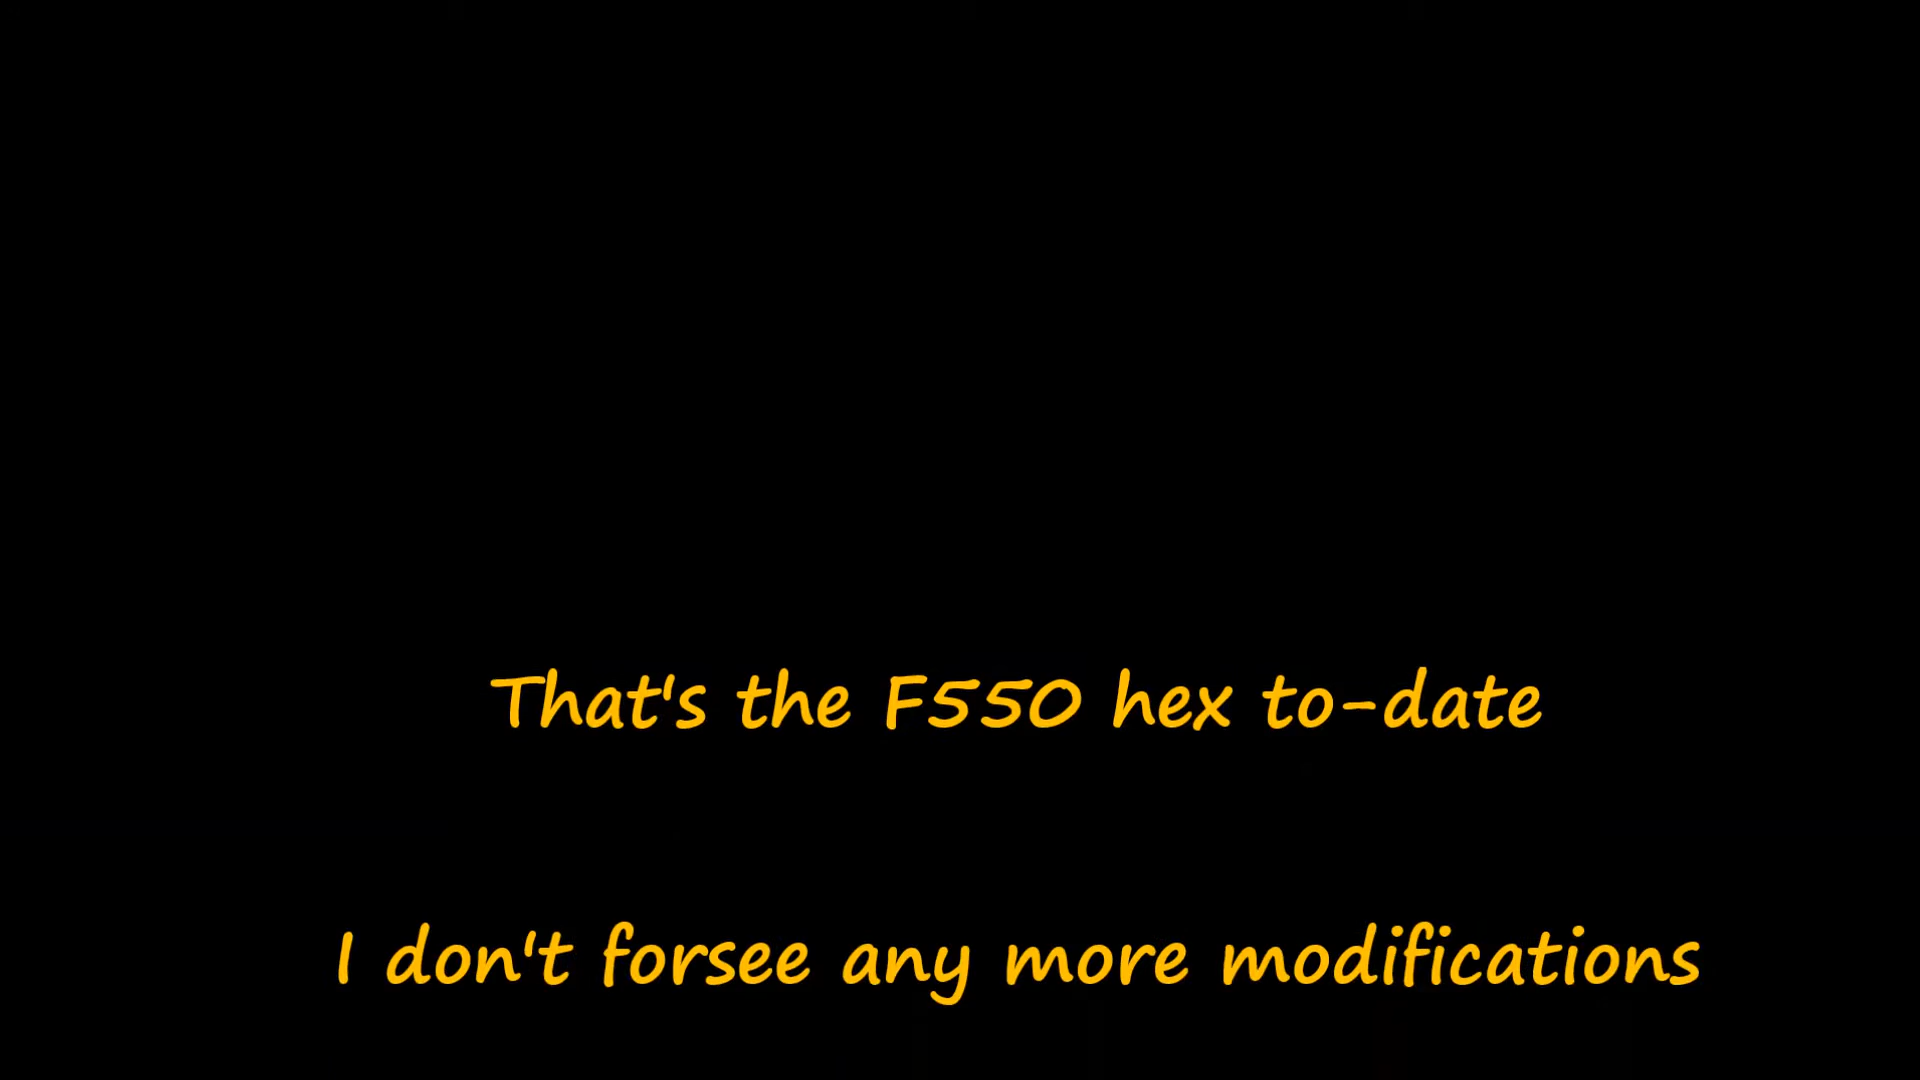 That's the F550 hex to-date
I don't forsee any more modifications